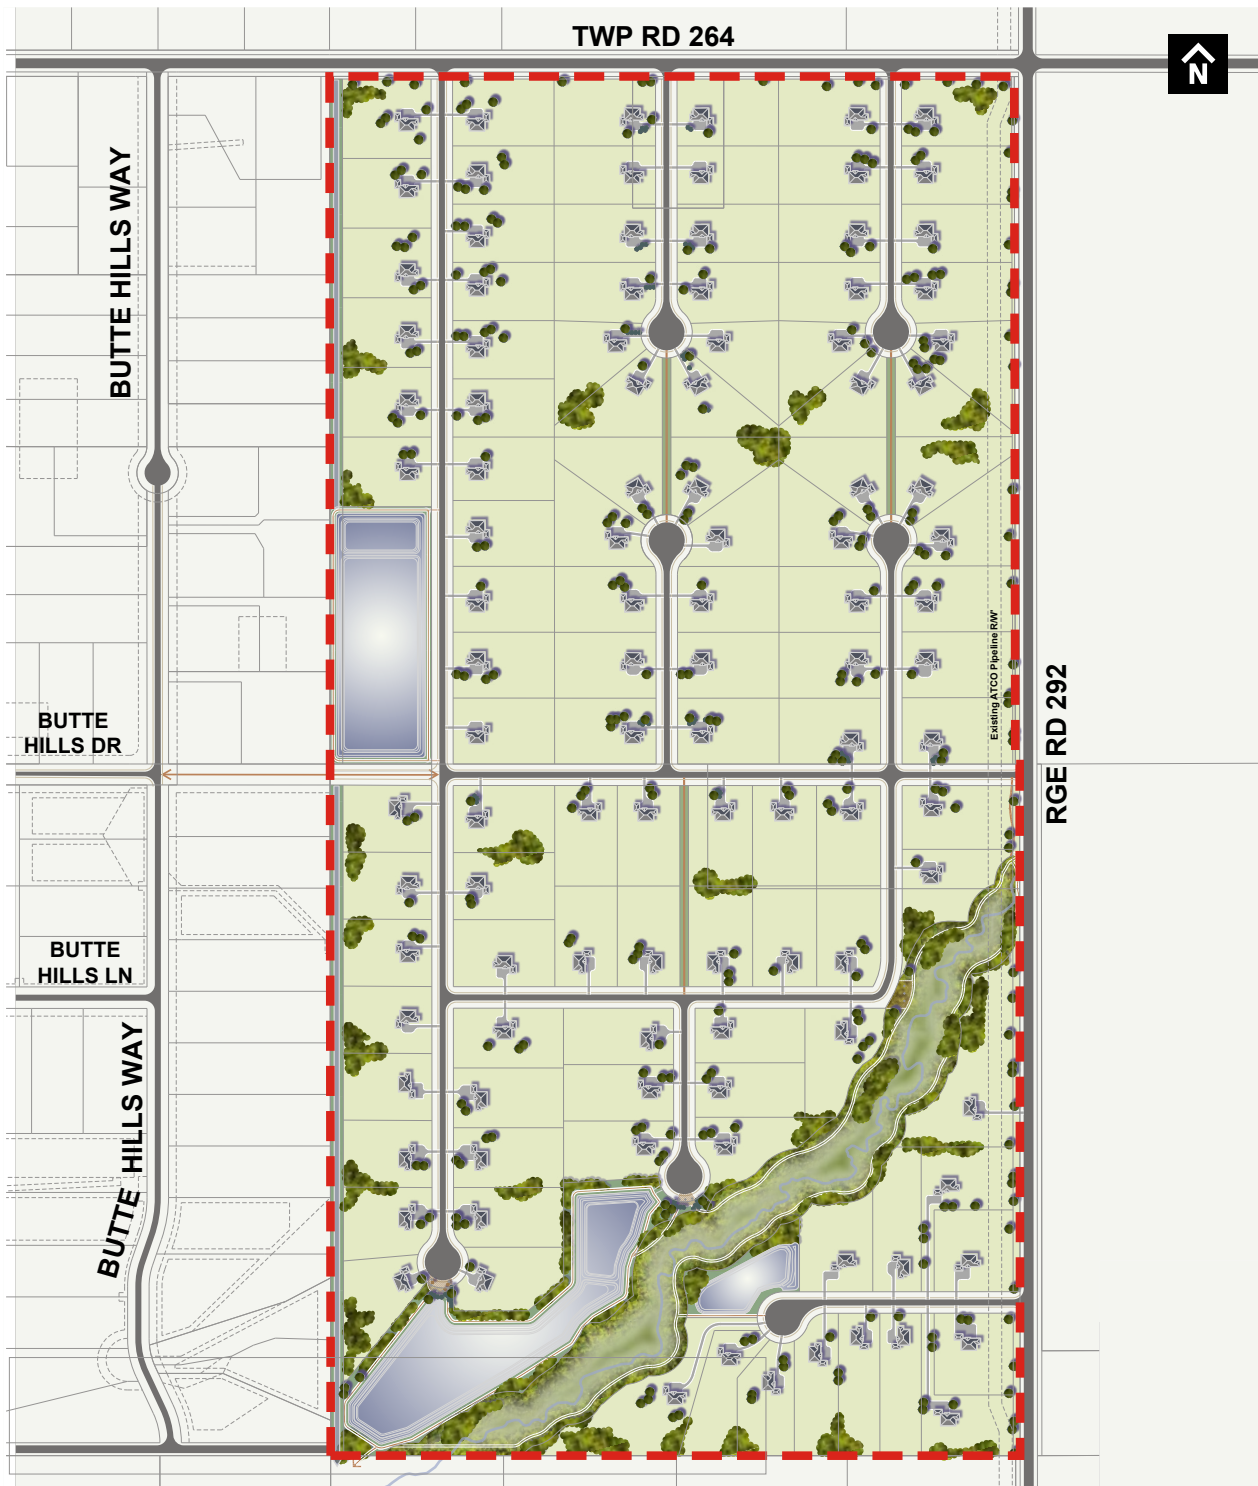 TWP RD 264
N
BUTTE HILLS WAY
Existing ATCO Pipeline R/W
RGE RD 292
BUTTE
HILLS DR
BUTTE
HILLS LN
BUTTE HILLS WAY